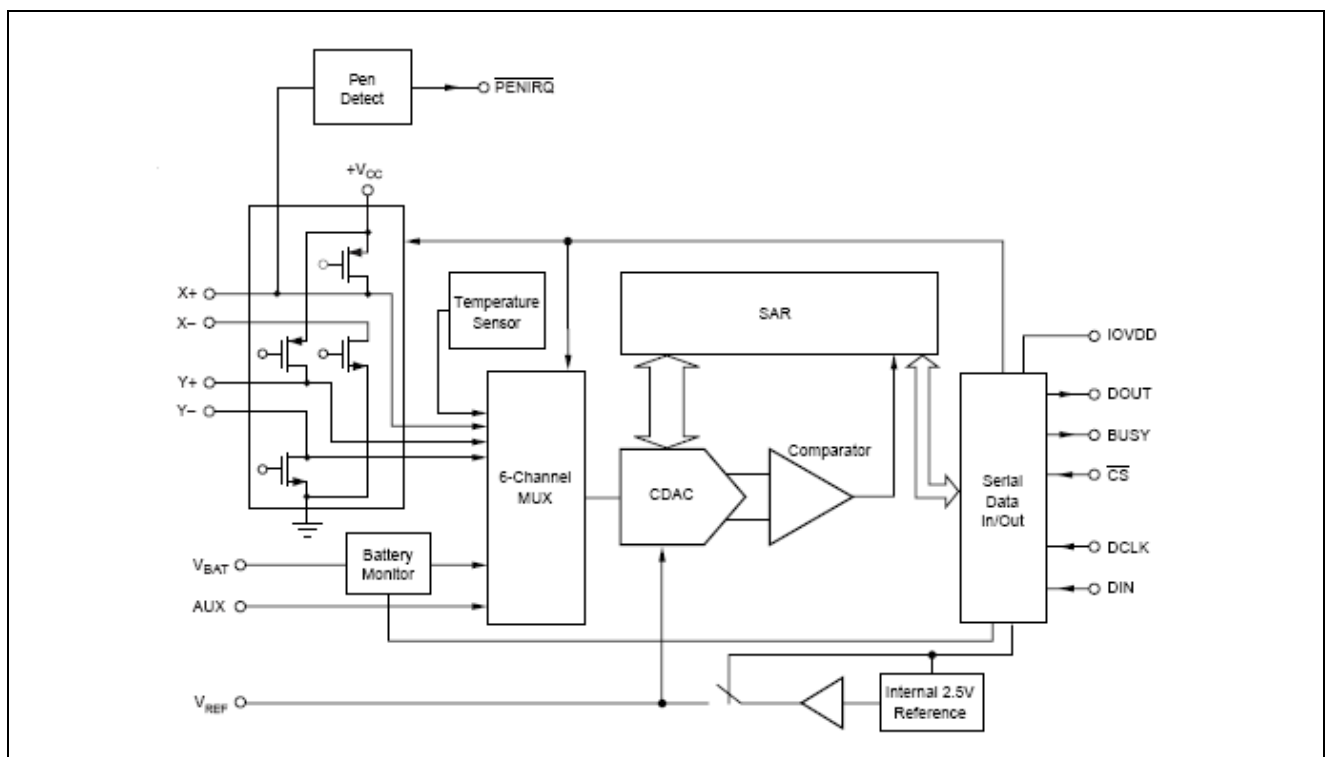 Pen
Detect
PENIRQ
+VCC
X+
X–
Y+
Y–
Temperature
Sensor
SAR
IOVDD
DOUT
BUSY
CS
DCLK
DIN
Serial
Data
In/Out
Comparator
CDAC
6-Channel
MUX
VBAT
Battery
Monitor
AUX
VREF
Internal 2.5V
Reference